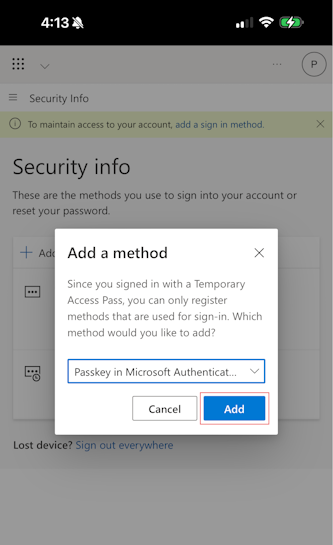 4:13
P
Security Info
To maintain access to your account, add a sign in method.
Security info
These are the methods you use to sign into your account or
reset your password.
Add
Add a method
Since you signed in with a Temporary
Access Pass, you can only register
methods that are used for sign-in. Which
method would you like to add?
Passkey in Microsoft Authenticat...
Cancel
Add
Lost device? Sign out everywhere